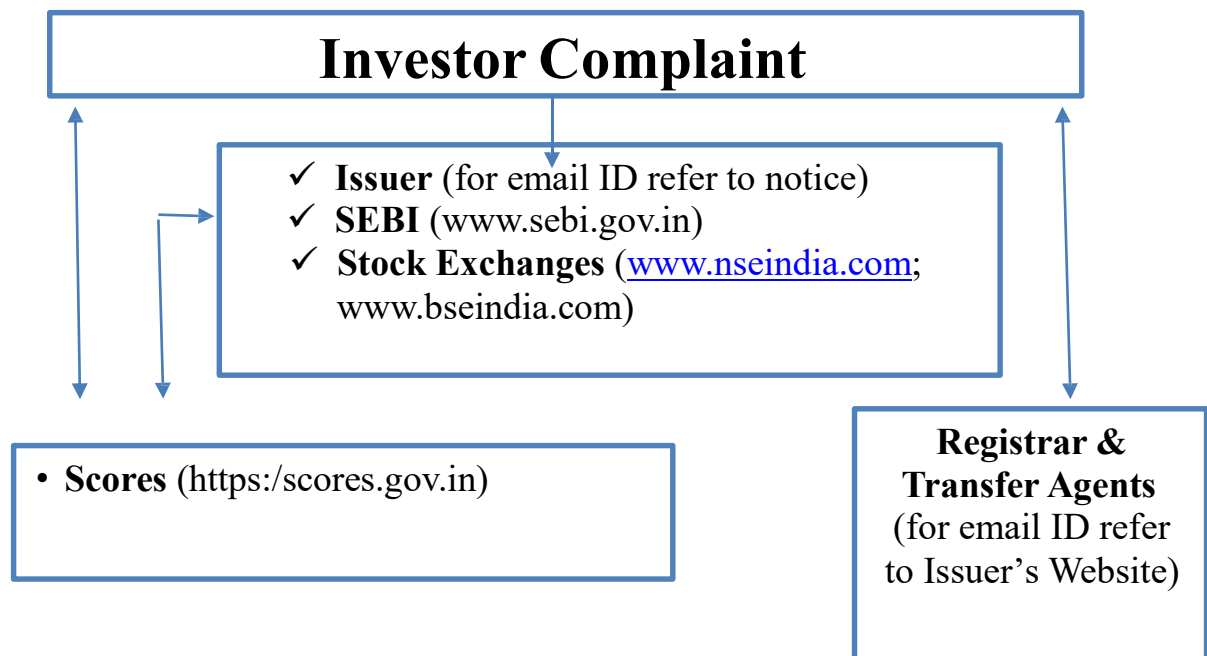 Investor Complaint
✓ Issuer (for email ID refer to notice)
✓ SEBI (www.sebi.gov.in)
✓ Stock Exchanges (www.nseindia.com;
www.bseindia.com)
• Scores (https:/scores.gov.in)
Registrar &
Transfer Agents
(for email ID refer
to Issuer’s Website)